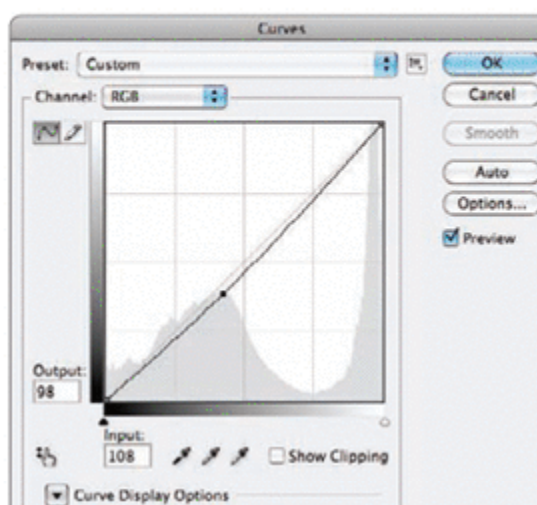 Curves
Preset: Custom
OK
Channel: RGB
Cancel
Smooth
Auto
Options...
Preview
Output:
98
Input:
108
Show Clipping
Curve Display Options